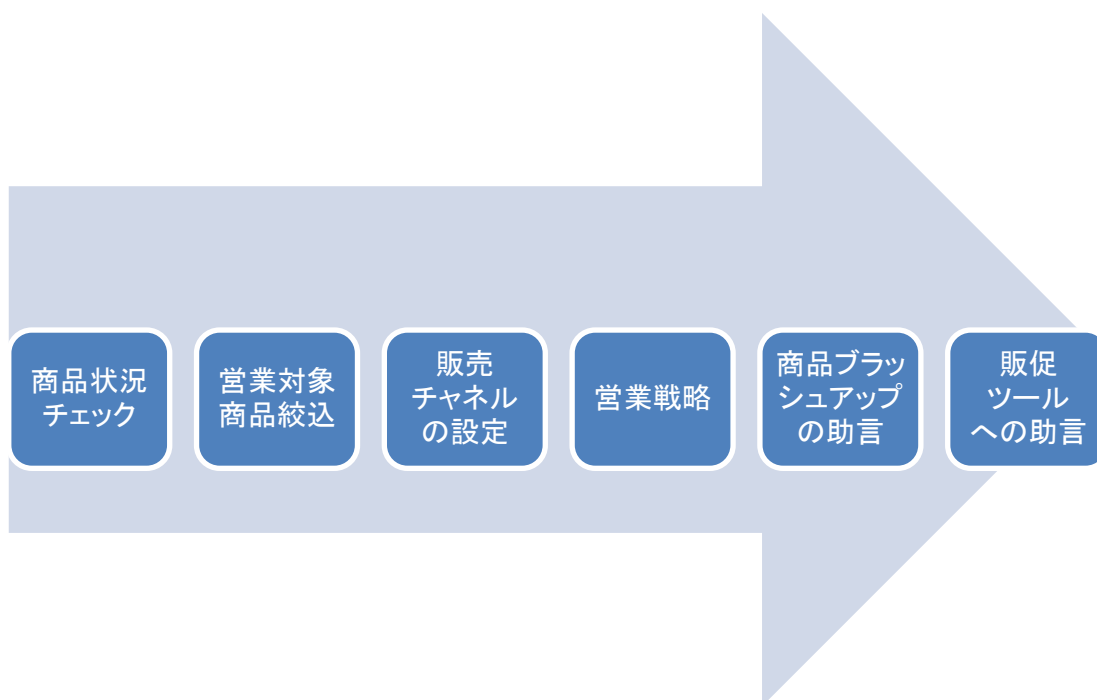 商品状況
チェック
営業対象
商品絞込
販売
チャネル
の設定
営業戦略
商品ブラッ
シュアップ
の助言
販促
ツール
への助言